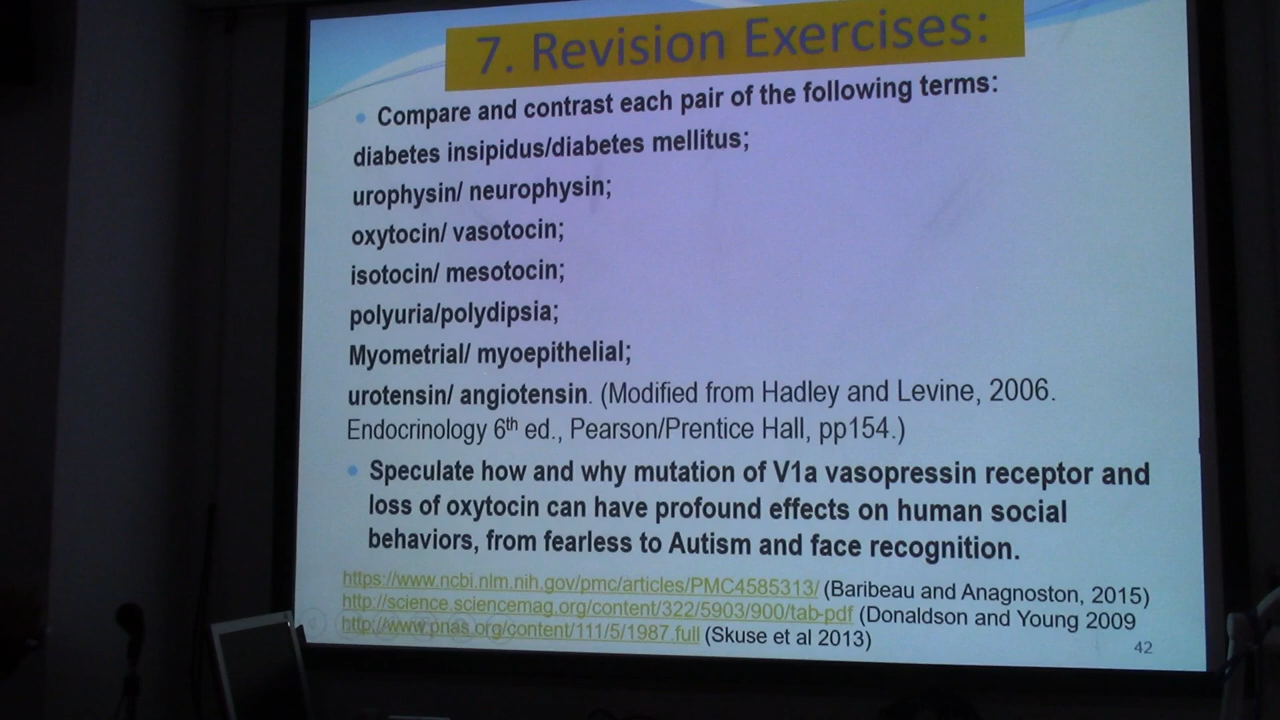 7. Revision Exercises:
• Compare and contrast each pair of the following terms:
diabetes insipidus/diabetes mellitus;
urophysin/ neurophysin;
oxytocin/ vasotocin;
isotocin/ mesotocin;
polyuria/polydipsia;
Myometrial/ myoepithelial;
urotensin/ angiotensin. (Modified from Hadley and Levine, 2006.
Endocrinology 6th ed., Pearson/Prentice Hall, pp154.)
• Speculate how and why mutation of V1a vasopressin receptor and
loss of oxytocin can have profound effects on human social
behaviors, from fearless to Autism and face recognition.
https://www.ncbi.nlm.nih.gov/pmc/articles/PMC4585313/ (Baribeau and Anagnoston, 2015)
http://science.sciencemag.org/content/322/5903/900/tab-pdf (Donaldson and Young 2009
http://www.pnas.org/content/111/5/1987.full (Skuse et al 2013)
42